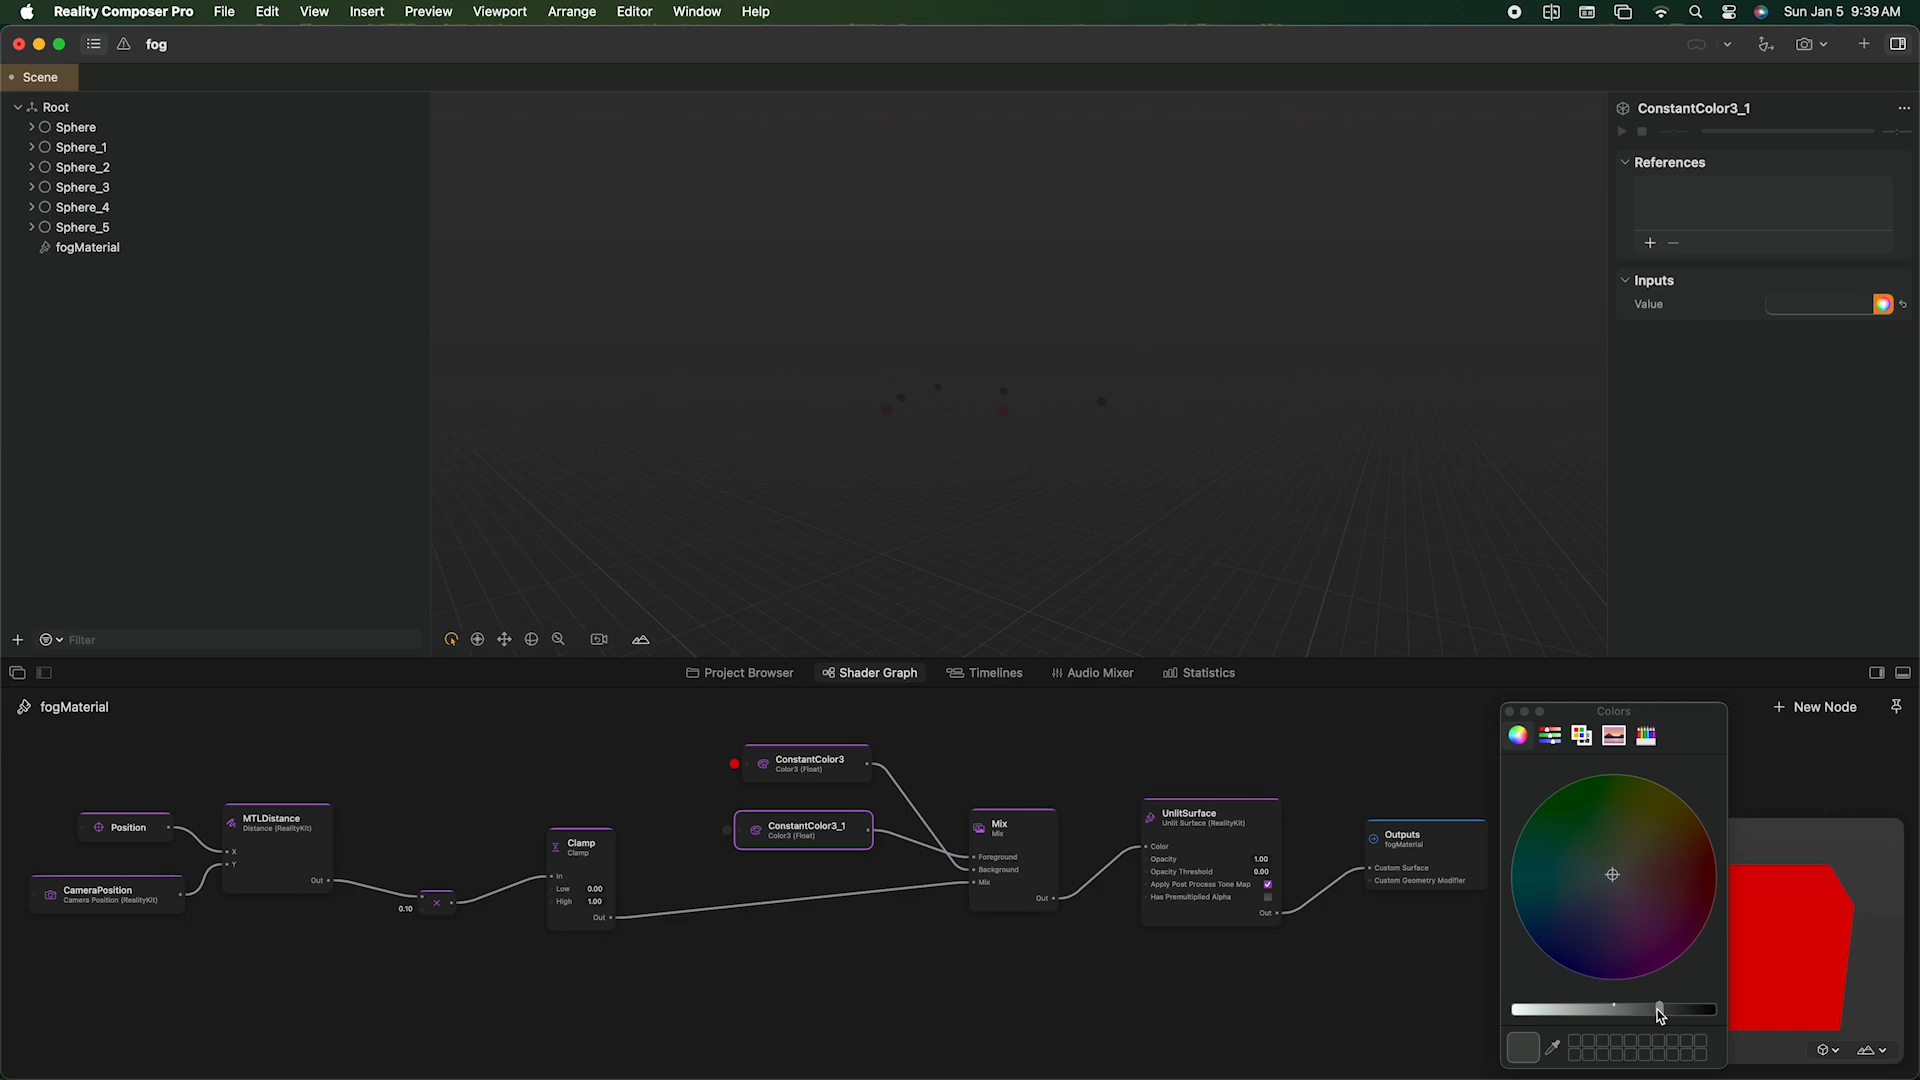 Reality Composer Pro File Edit View Insert Preview Viewport Arrange Editor Window Help Sun Jan 5 9:39 AM
fog
Scene
Root
Sphere
Sphere_1
Sphere_2
Sphere_3
Sphere_4
Sphere_5
fogMaterial
Filter
ConstantColor3_1
References
Inputs
Value
Project Browser Shader Graph Timelines Audio Mixer Statistics
fogMaterial
New Node
Colors
Position
CameraPosition
Camera Position (RealityKit)
MTLDistance
Distance (RealityKit)
X
Y
Out
0.10
Clamp
Clamp
In
Low 0.00
High 1.00
Out
ConstantColor3
Color3 (Float)
ConstantColor3_1
Color3 (Float)
Mix
Mix
Foreground
Background
Mix
Out
UnlitSurface
Unlit Surface (RealityKit)
Color
Opacity 1.00
Opacity Threshold 0.00
Apply Post Process Tone Map
Has Premultiplied Alpha
Out
Outputs
fogMaterial
Custom Surface
Custom Geometry Modifier